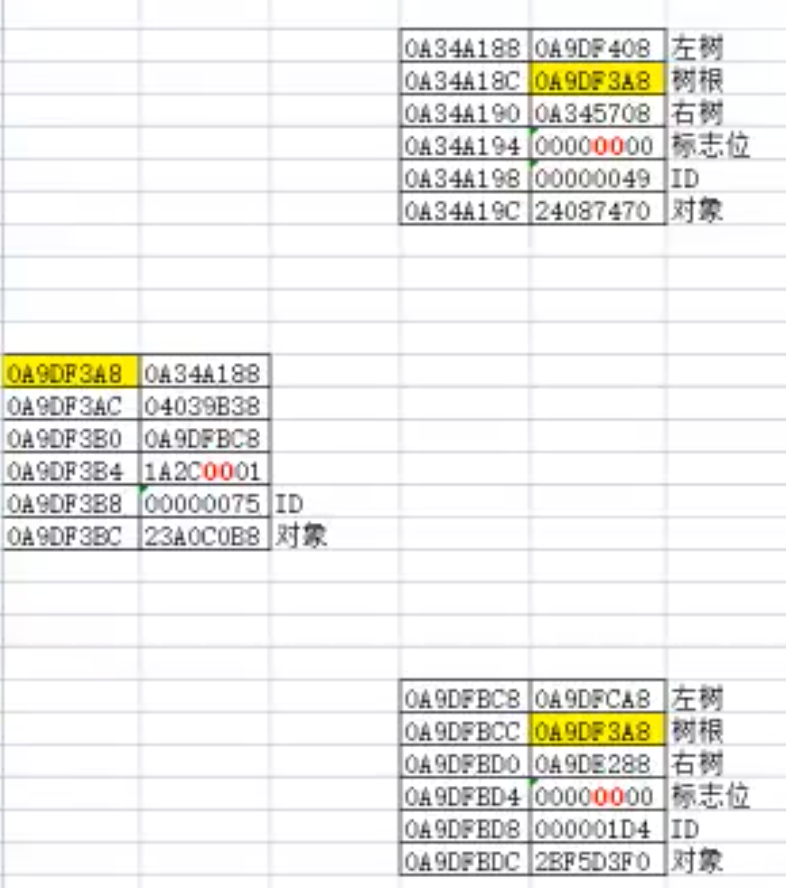 0A34A188 0A9DF408 左树
0A34A18C 0A9DF3A8 树根
0A34A190 0A345708 右树
0A34A194 00000000 标志位
0A34A198 00000049 ID
0A34A19C 24087470 对象
0A9DF3A8 0A34A188
0A9DF3AC 04039B38
0A9DF3B0 0A9DFBC8
0A9DF3B4 1A2C0001
0A9DF3B8 00000075 ID
0A9DF3BC 23A0C0B8 对象
0A9DFBC8 0A9DFCA8 左树
0A9DFBCC 0A9DF3A8 树根
0A9DFBD0 0A9DE288 右树
0A9DFBD4 00000000 标志位
0A9DFBD8 000001D4 ID
0A9DFBDC 2BF5D3F0 对象